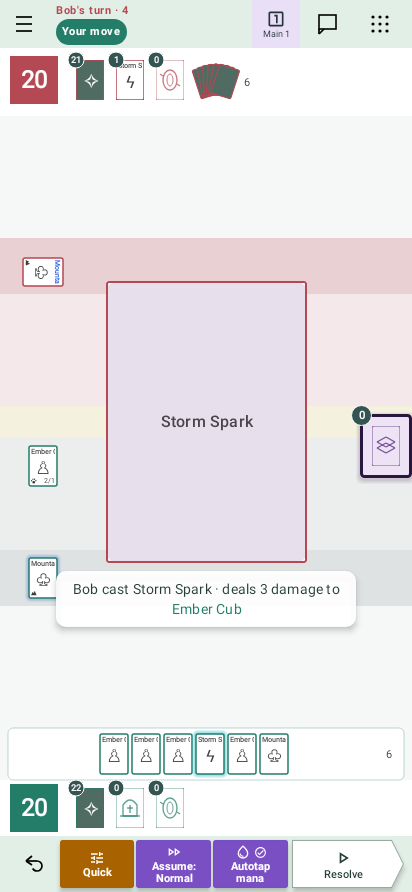 Bob's turn · 4
Your move
1
Main 1
20
21
1
torm S
0
6
Mounta
Storm Spark
0
Ember (
2/1
Mounta
Bob cast Storm Spark · deals 3 damage to
Ember Cub
Ember (
Ember (
Ember (
Storm S
Ember (
Mounta
6
20
22
0
0
Quick
Assume:
Normal
Autotap
mana
Resolve